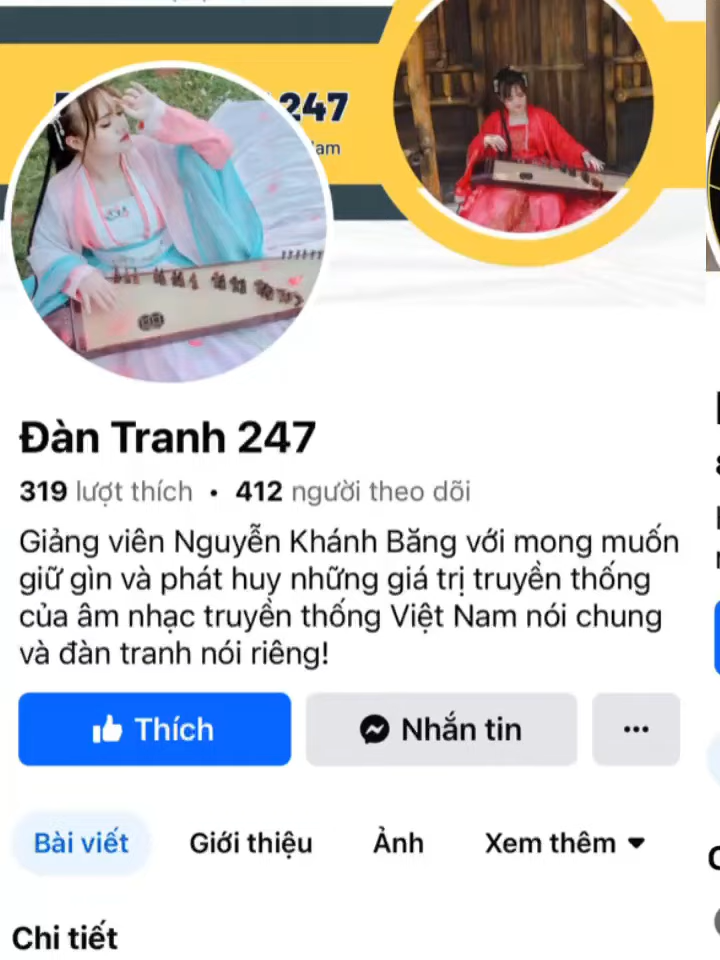 247
Đàn Tranh 247
319 lượt thích • 412 người theo dõi
Giảng viên Nguyễn Khánh Băng với mong muốn
giữ gìn và phát huy những giá trị truyền thống
của âm nhạc truyền thống Việt Nam nói chung
và đàn tranh nói riêng!
Thích
Nhắn tin
Bài viết
Giới thiệu
Ảnh
Xem thêm
Chi tiết